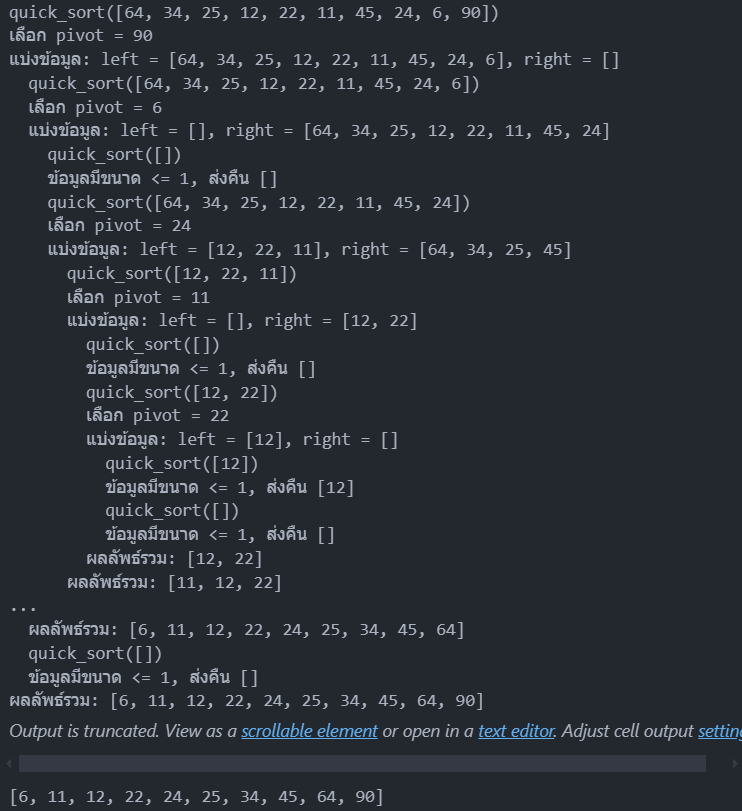 quick_sort([64, 34, 25, 12, 22, 11, 45, 24, 6, 90])
เลือก pivot = 90
แบ่งข้อมูล: left = [64, 34, 25, 12, 22, 11, 45, 24, 6], right = []
quick_sort([64, 34, 25, 12, 22, 11, 45, 24, 6])
เลือก pivot = 6
แบ่งข้อมูล: left = [], right = [64, 34, 25, 12, 22, 11, 45, 24]
quick_sort([])
ข้อมูลมีขนาด <= 1, ส่งคืน []
quick_sort([64, 34, 25, 12, 22, 11, 45, 24])
เลือก pivot = 24
แบ่งข้อมูล: left = [12, 22, 11], right = [64, 34, 25, 45]
quick_sort([12, 22, 11])
เลือก pivot = 11
แบ่งข้อมูล: left = [], right = [12, 22]
quick_sort([])
ข้อมูลมีขนาด <= 1, ส่งคืน []
quick_sort([12, 22])
เลือก pivot = 22
แบ่งข้อมูล: left = [12], right = []
quick_sort([12])
ข้อมูลมีขนาด <= 1, ส่งคืน [12]
quick_sort([])
ข้อมูลมีขนาด <= 1, ส่งคืน []
ผลลัพธ์รวม: [12, 22]
ผลลัพธ์รวม: [11, 12, 22]
...
ผลลัพธ์รวม: [6, 11, 12, 22, 24, 25, 34, 45, 64]
quick_sort([])
ข้อมูลมีขนาด <= 1, ส่งคืน []
ผลลัพธ์รวม: [6, 11, 12, 22, 24, 25, 34, 45, 64, 90]
Output is truncated. View as a scrollable element or open in a text editor. Adjust cell output
[6, 11, 12, 22, 24, 25, 34, 45, 64, 90]